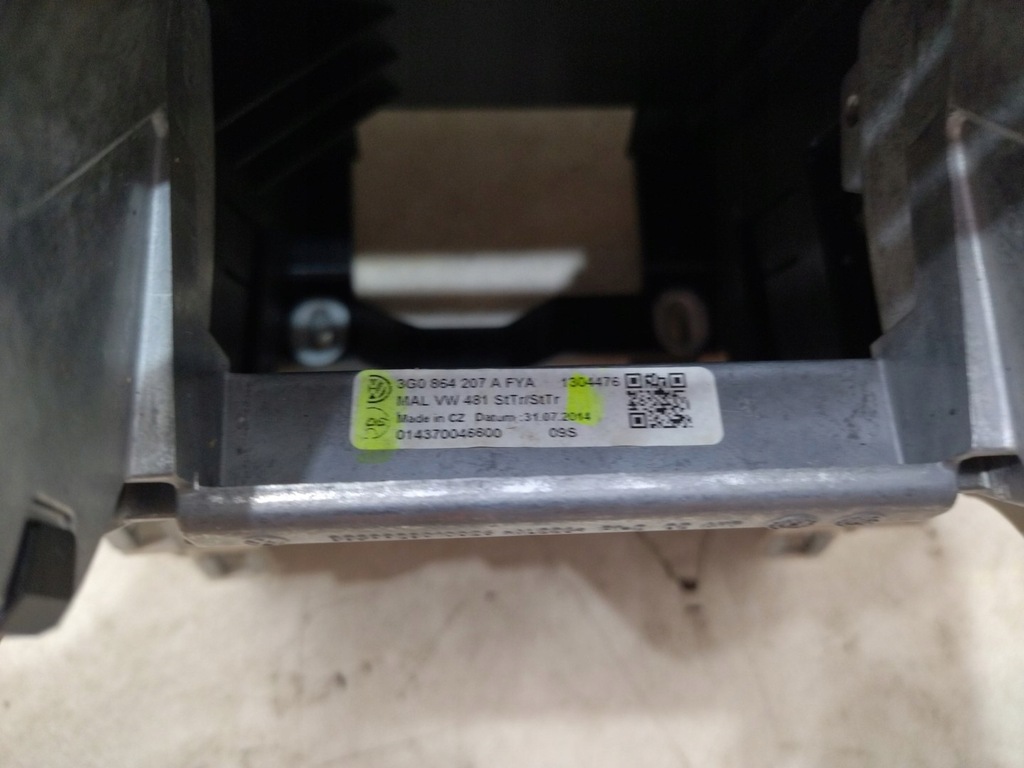 3G0 864 207 A FYA 1304476
MAL VW 481 StTr/StTr
Made in CZ Datum :31.07.2014
014370046600 09S